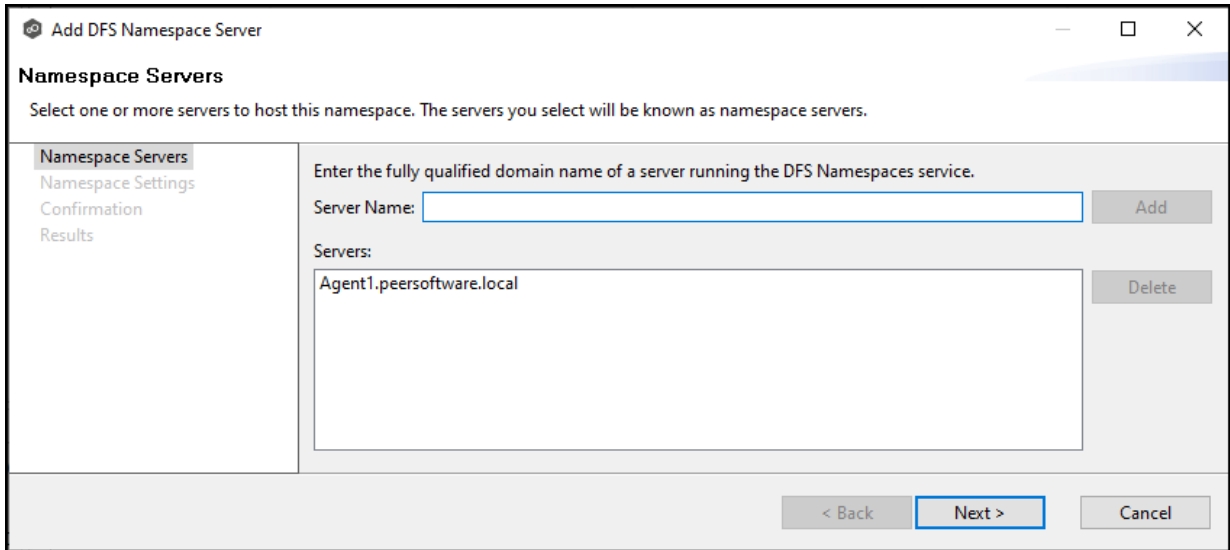 Add DFS Namespace Server
Namespace Servers
Select one or more servers to host this namespace. The servers you select will be known as namespace servers.
Namespace Servers
Namespace Settings
Confirmation
Results
Enter the fully qualified domain name of a server running the DFS Namespaces service.
Server Name: Add
Servers:
Agent1.peersoftware.local
Delete
< Back Next > Cancel